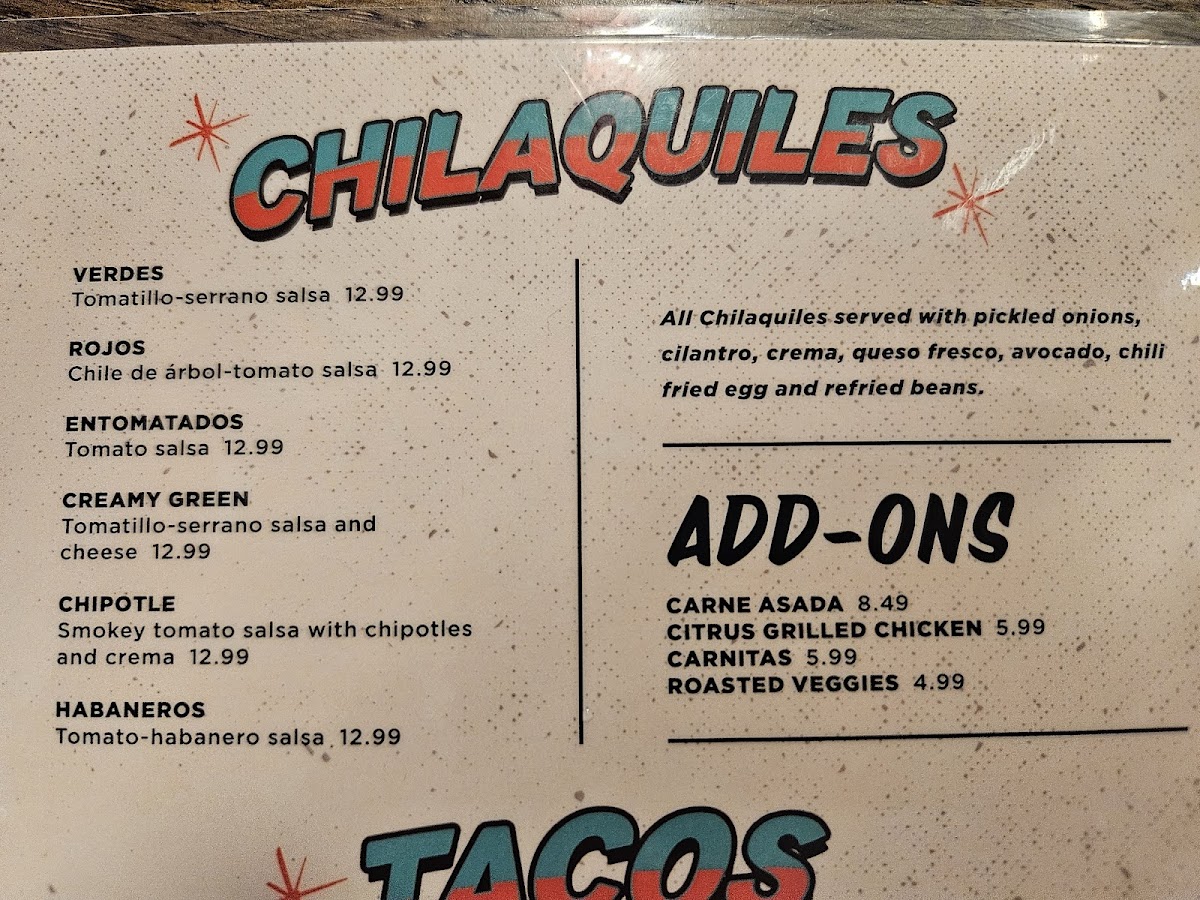 CHILAQUILES
VERDES
Tomatillo-serrano salsa 12.99
ROJOS
Chile de árbol-tomato salsa 12.99
ENTOMATADOS
Tomato salsa 12.99
CREAMY GREEN
Tomatillo-serrano salsa and
cheese 12.99
CHIPOTLE
Smokey tomato salsa with chipotles
and crema 12.99
HABANEROS
Tomato-habanero salsa 12.99
All Chilaquiles served with pickled onions,
cilantro, crema, queso fresco, avocado, chili
fried egg and refried beans.
ADD-ONS
CARNE ASADA 8.49
CITRUS GRILLED CHICKEN 5.99
CARNITAS 5.99
ROASTED VEGGIES 4.99
TACOS